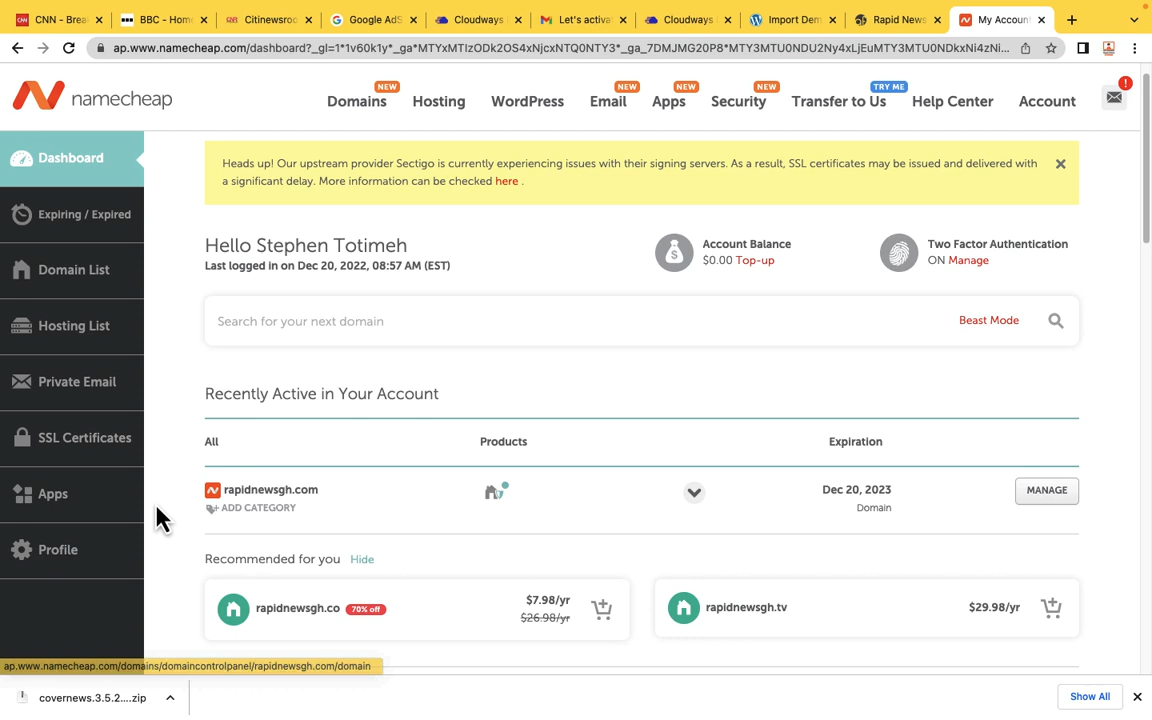 CNN - Brea
BBC - Hom
Citinewsroo
Google AdS
Cloudways
Let's activa
Cloudways
Import Dem
Rapid News
My Accoun
ap.www.namecheap.com/dashboard?_gl=1*1v60k1y*_ga*MTYxMTIzODk2OS4xNjcxNTQ0NTY3*_ga_7DMJMG20P8*MTY3MTU0NDU2Ny4xLjEuMTY3MTU0NDkxNi4zNi...
namecheap
NEW NEW NEW NEW TRY ME
Domains Hosting WordPress Email Apps Security Transfer to Us Help Center Account
!
Dashboard
Expiring / Expired
Domain List
Hosting List
Private Email
SSL Certificates
Apps
Profile
Heads up! Our upstream provider Sectigo is currently experiencing issues with their signing servers. As a result, SSL certificates may be issued and delivered with
a significant delay. More information can be checked here .
Hello Stephen Totimeh
Last logged in on Dec 20, 2022, 08:57 AM (EST)
Account Balance
$0.00 Top-up
Two Factor Authentication
ON Manage
Search for your next domain
Beast Mode
Recently Active in Your Account
All Products Expiration
rapidnewsgh.com
ADD CATEGORY
Dec 20, 2023
Domain
MANAGE
Recommended for you Hide
rapidnewsgh.co 70% off
$7.98/yr
$26.98/yr
rapidnewsgh.tv
$29.98/yr
ap.www.namecheap.com/domains/domaincontrolpanel/rapidnewsgh.com/domain
covernews.3.5.2....zip
Show All